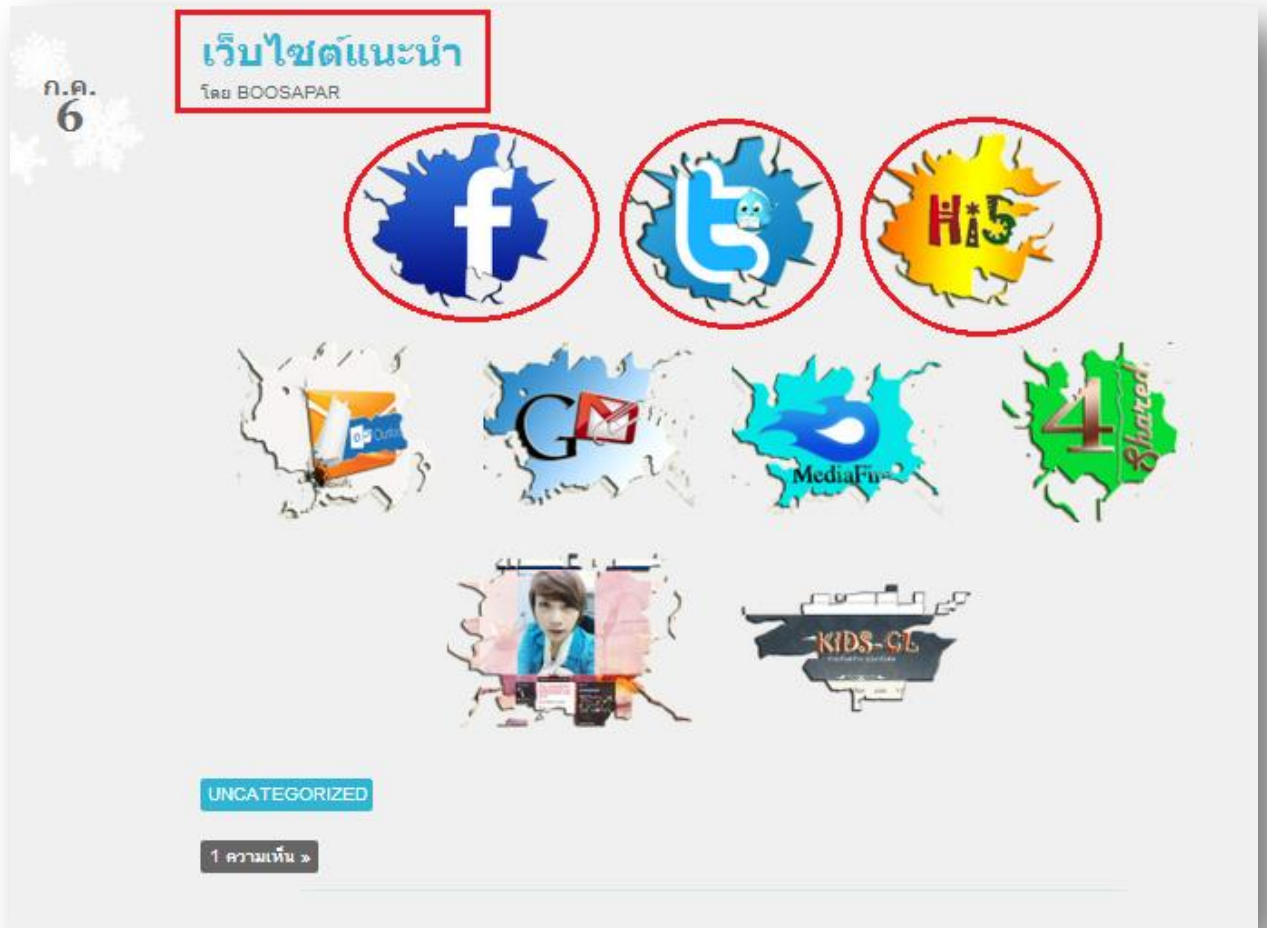 เว็บไซต์แนะนำ
ก.ค.
6
โดย BOOSAPAR
f
t
Hi5
G
MediaFire
4
Shared
KIDS-GZ
UNCATEGORIZED
1 ความเห็น »